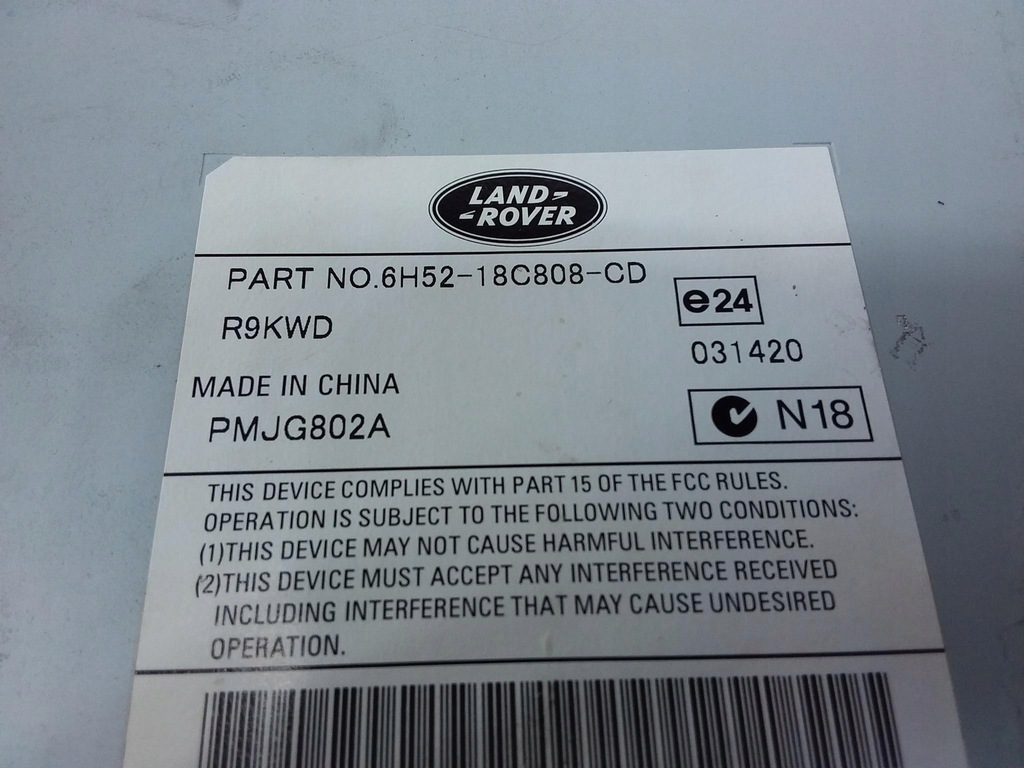 LAND-
-ROVER
PART NO.6H52-18C808-CD
e24
R9KWD
031420
MADE IN CHINA
N18
PMJG802A
THIS DEVICE COMPLIES WITH PART 15 OF THE FCC RULES.
OPERATION IS SUBJECT TO THE FOLLOWING TWO CONDITIONS:
(1)THIS DEVICE MAY NOT CAUSE HARMFUL INTERFERENCE.
(2)THIS DEVICE MUST ACCEPT ANY INTERFERENCE RECEIVED
INCLUDING INTERFERENCE THAT MAY CAUSE UNDESIRED
OPERATION.